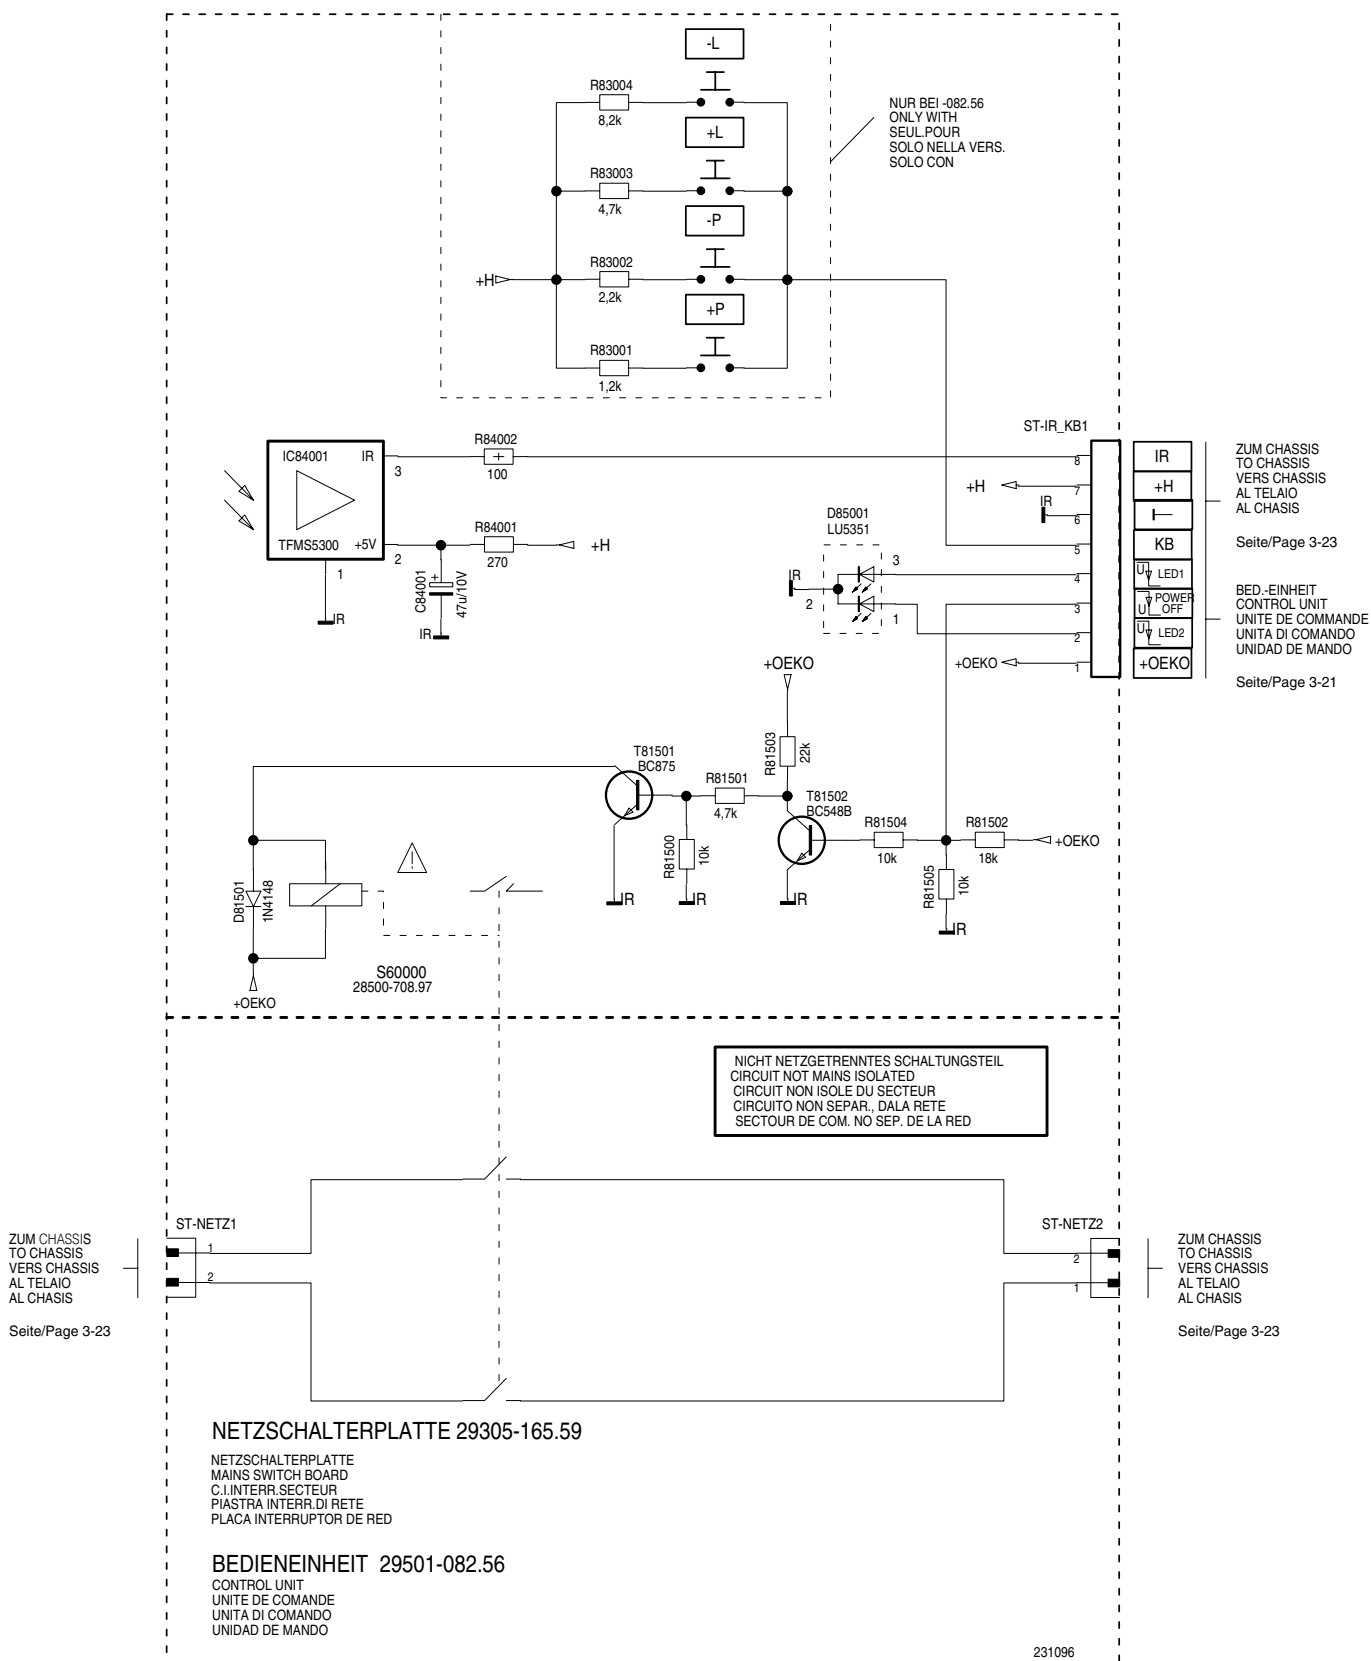 -L
R83004
8,2k
+L
NUR BEI -082.56
ONLY WITH
SEUL.POUR
SOLO NELLA VERS.
SOLO CON
R83003
4,7k
-P
+H
R83002
2,2k
+P
R83001
1,2k
ST-IR_KB1
IC84001
IR
3
TFMS5300
+5V
2
1
IR
R84002
+
100
R84001
270
+H
C84001
+
47u/10V
IR
8
IR
+H
7
+H
IR
6
5
KB
4
U
LED1
3
U
POWER
OFF
2
U
LED2
+OEKO
1
+OEKO
D85001
LU5351
3
IR
2
1
ZUM CHASSIS
TO CHASSIS
VERS CHASSIS
AL TELAIO
AL CHASIS
Seite/Page 3-23
BED.-EINHEIT
CONTROL UNIT
UNITE DE COMMANDE
UNITA DI COMANDO
UNIDAD DE MANDO
Seite/Page 3-21
+OEKO
R81503
22k
T81501
BC875
R81501
4,7k
T81502
BC548B
R81504
10k
R81502
18k
+OEKO
R81500
10k
R81505
10k
IR
IR
IR
IR
D81501
1N4148
+OEKO
!
S60000
28500-708.97
NICHT NETZGETRENNTES SCHALTUNGSTEIL
CIRCUIT NOT MAINS ISOLATED
CIRCUIT NON ISOLE DU SECTEUR
CIRCUITO NON SEPAR., DALA RETE
SECTOUR DE COM. NO SEP. DE LA RED
ZUM CHASSIS
TO CHASSIS
VERS CHASSIS
AL TELAIO
AL CHASIS
Seite/Page 3-23
ST-NETZ1
1
2
ST-NETZ2
2
1
ZUM CHASSIS
TO CHASSIS
VERS CHASSIS
AL TELAIO
AL CHASIS
Seite/Page 3-23
NETZSCHALTERPLATTE 29305-165.59
NETZSCHALTERPLATTE
MAINS SWITCH BOARD
C.I.INTERR.SECTEUR
PIASTRA INTERR.DI RETE
PLACA INTERRUPTOR DE RED
BEDIENEINHEIT 29501-082.56
CONTROL UNIT
UNITE DE COMANDE
UNITA DI COMANDO
UNIDAD DE MANDO
231096